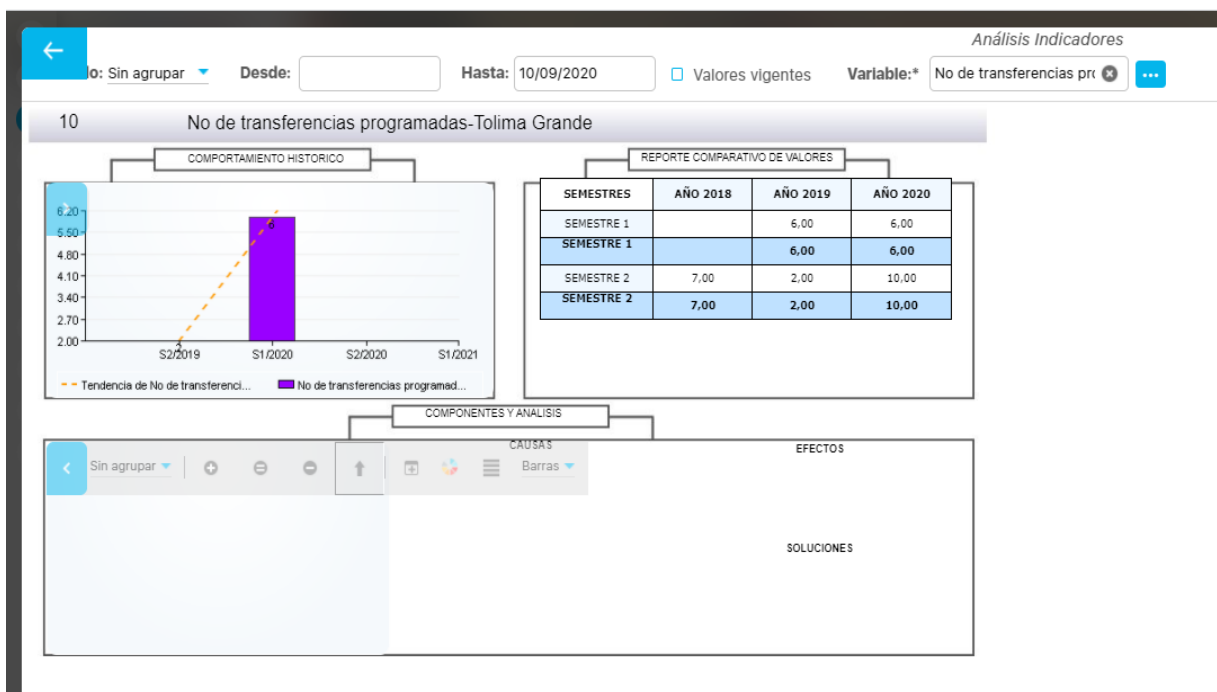 Análisis Indicadores
lo: Sin agrupar Desde: Hasta: 10/09/2020 Valores vigentes Variable:* No de transferencias pro
10 No de transferencias programadas-Tolima Grande
COMPORTAMIENTO HISTORICO
6.20
5.50
4.80
4.10
3.40
2.70
2.00
6
2
S2/2019 S1/2020 S2/2020 S1/2021
Tendencia de No de transferenci... No de transferencias programad...
REPORTE COMPARATIVO DE VALORES
SEMESTRES AÑO 2018 AÑO 2019 AÑO 2020
SEMESTRE 1 6,00 6,00
SEMESTRE 1 6,00 6,00
SEMESTRE 2 7,00 2,00 10,00
SEMESTRE 2 7,00 2,00 10,00
COMPONENTES Y ANALISIS
CAUSAS
EFECTOS
Sin agrupar Barras
SOLUCIONES